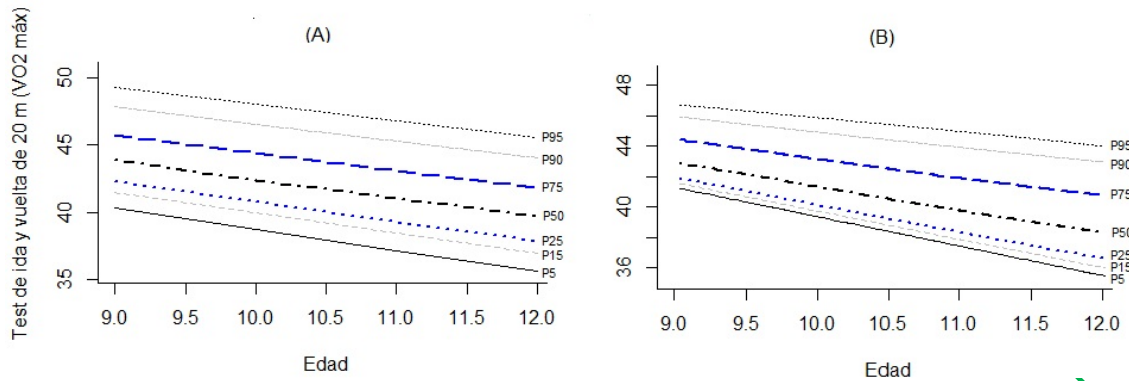 (A)
(B)
Test de ida y vuelta de 20 m (VO2 máx)
50
45
40
35
P95
P90
P75
P50
P25
P15
P5
9.0 9.5 10.0 10.5 11.0 11.5 12.0
Edad
48
44
40
36
P95
P90
P75
P50
P25
P15
P5
9.0 9.5 10.0 10.5 11.0 11.5 12.0
Edad